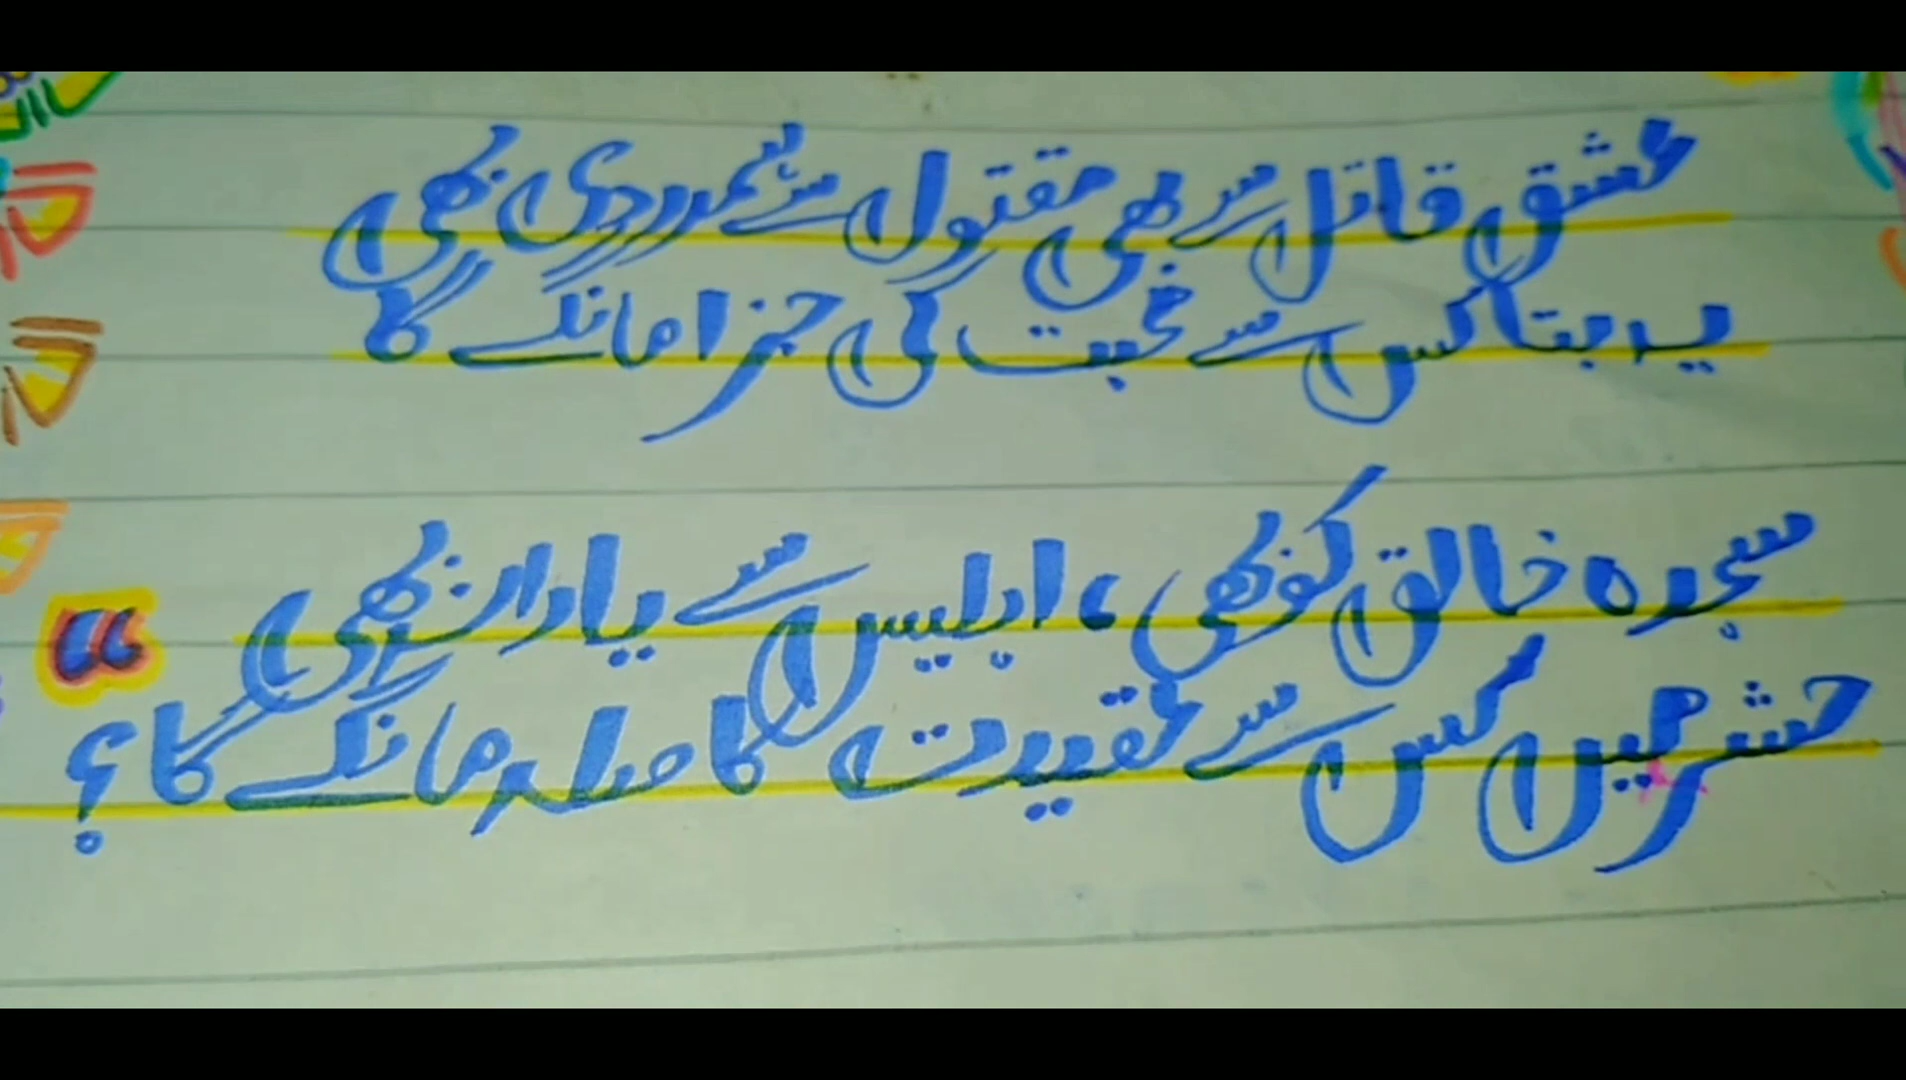 عشق قاتل سے بھی مقتول سے ہمدردی بھی
یہ بتا کس سے محبت کی جزا مانگے گا
سجدہ خالق کو بھی، ابلیس سے یارانہ بھی
حشر میں کس سے عقیدت کا صلہ مانگے گا؟ “